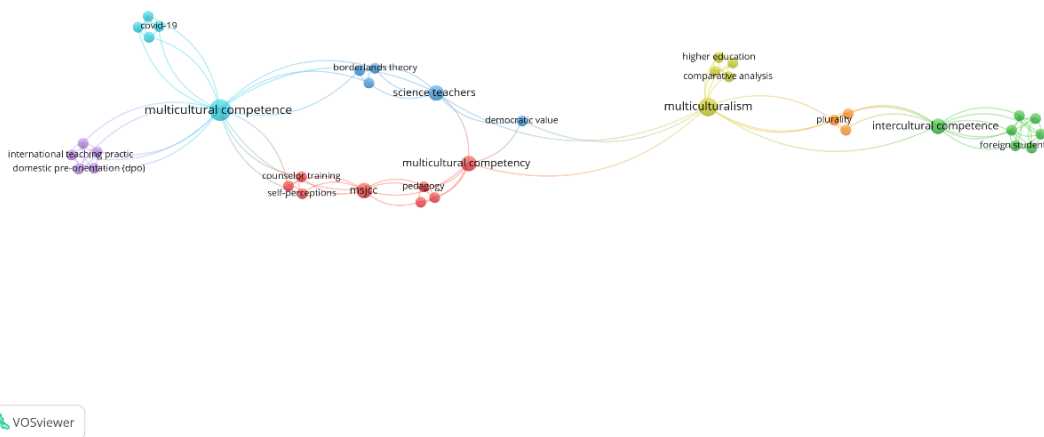 covid-19
higher education
borderlands theory
comparative analysis
science teachers
multiculturalism
multicultural competence
democratic value
plurality
intercultural competence
foreign student
international teaching practic
multicultural competency
domestic pre-orientation (dpo)
counselor training
pedagogy
self-perceptions
msjcc
VOSviewer